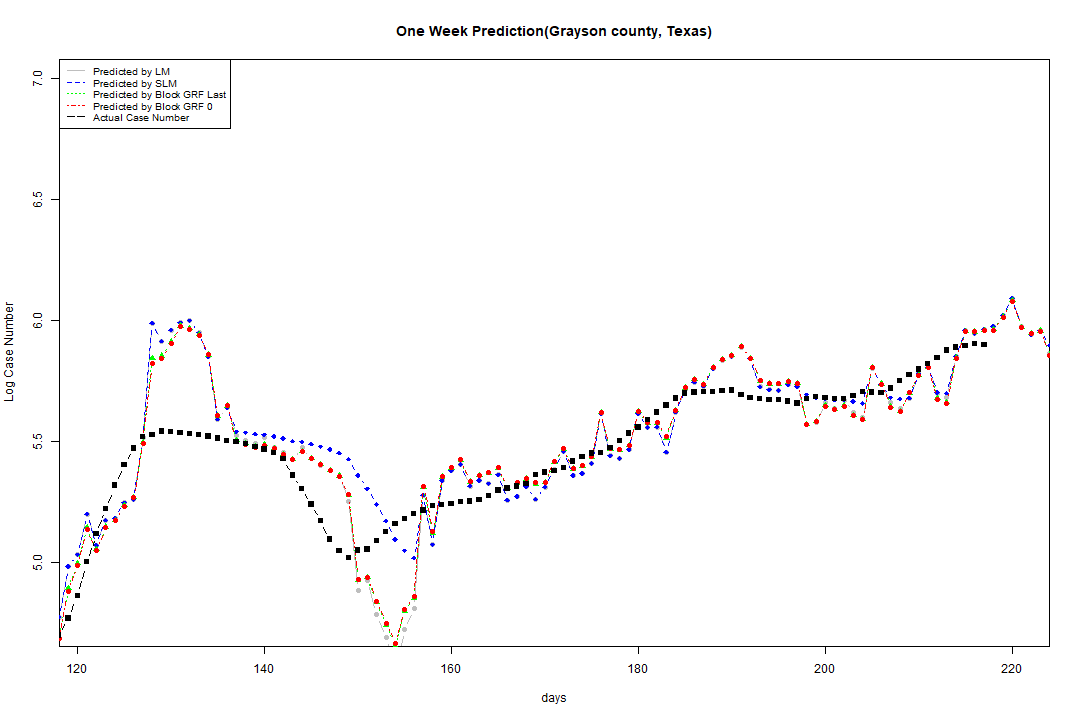 One Week Prediction(Grayson county, Texas)
Predicted by LM
Predicted by SLM
Predicted by Block GRF Last
Predicted by Block GRF 0
Actual Case Number
7.0
6.5
6.0
5.5
5.0
Log Case Number
120 140 160 180 200 220
days